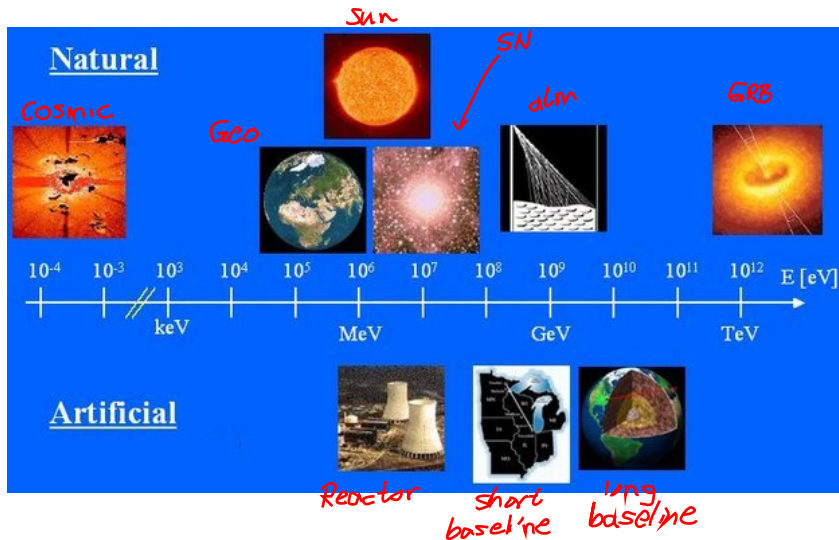 Sun
Natural
SN
Cosmic
Geo
atm
GRB
10⁻⁴ 10⁻³ 10³ 10⁴ 10⁵ 10⁶ 10⁷ 10⁸ 10⁹ 10¹⁰ 10¹¹ 10¹² E [eV]
keV MeV GeV TeV
Artificial
Reactor
short
baseline
long
baseline